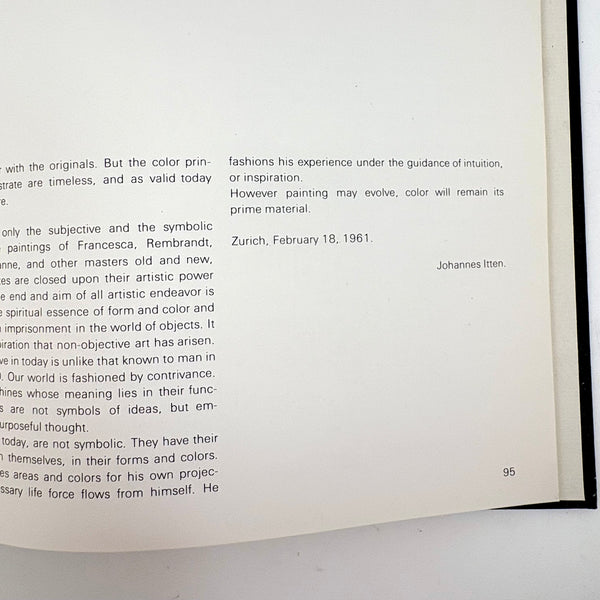 with the originals. But the color prin-
strate are timeless, and as valid today
only the subjective and the symbolic
paintings of Francesca, Rembrandt,
and other masters old and new,
are closed upon their artistic power
end and aim of all artistic endeavor is
spiritual essence of form and color and
imprisonment in the world of objects. It
piration that non-objective art has arisen.
in today is unlike that known to man in
Our world is fashioned by contrivance.
hines whose meaning lies in their func-
are not symbols of ideas, but em-
urposeful thought.
today, are not symbolic. They have their
themselves, in their forms and colors.
es areas and colors for his own projec-
ssary life force flows from himself. He
fashions his experience under the guidance of intuition,
or inspiration.
However painting may evolve, color will remain its
prime material.
Zurich, February 18, 1961.
Johannes Itten.
95